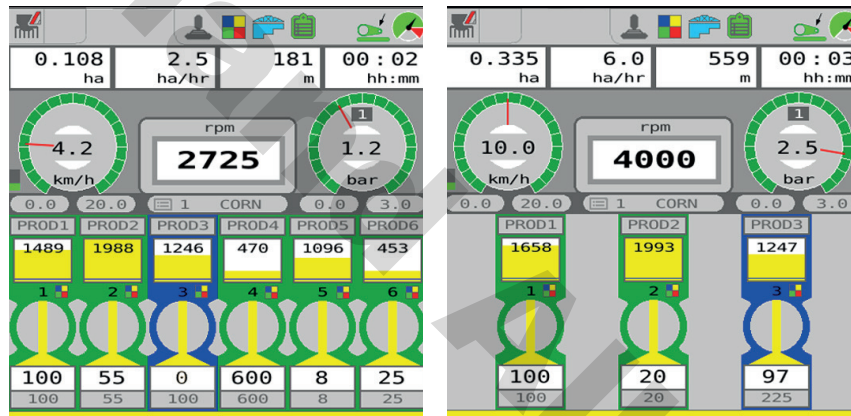 0.108 2.5 181 00:02
ha ha/hr m hh:mm
1
rpm
4.2 2725 1.2
km/h bar
0.0 20.0 1 CORN 0.0 3.0
PROD1 PROD2 PROD3 PROD4 PROD5 PROD6
1489 1988 1246 470 1096 453
1 2 3 4 5 6
100 55 0 600 8 25
100 55 100 600 8 25
0.335 6.0 559 00:03
ha ha/hr m hh:mm
1
rpm
10.0 4000 2.5
km/h bar
0.0 20.0 1 CORN 0.0 3.0
PROD1 PROD2 PROD3
1658 1993 1247
1 2 3
100 20 97
100 20 225